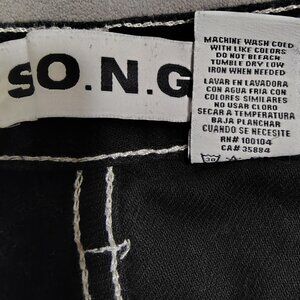 SO.N.G
MACHINE WASH COLD
WITH LIKE COLORS
DO NOT BLEACH
TUMBLE DRY LOW
IRON WHEN NEEDED
LAVAR EN LAVADORA
CON AGUA FRIA CON
COLORES SIMILARES
NO USAR CLORO
SECAR A TEMPERATURA
BAJA PLANCHAR
CUANDO SE NECESITE
RN# 100104
CA# 35884
30